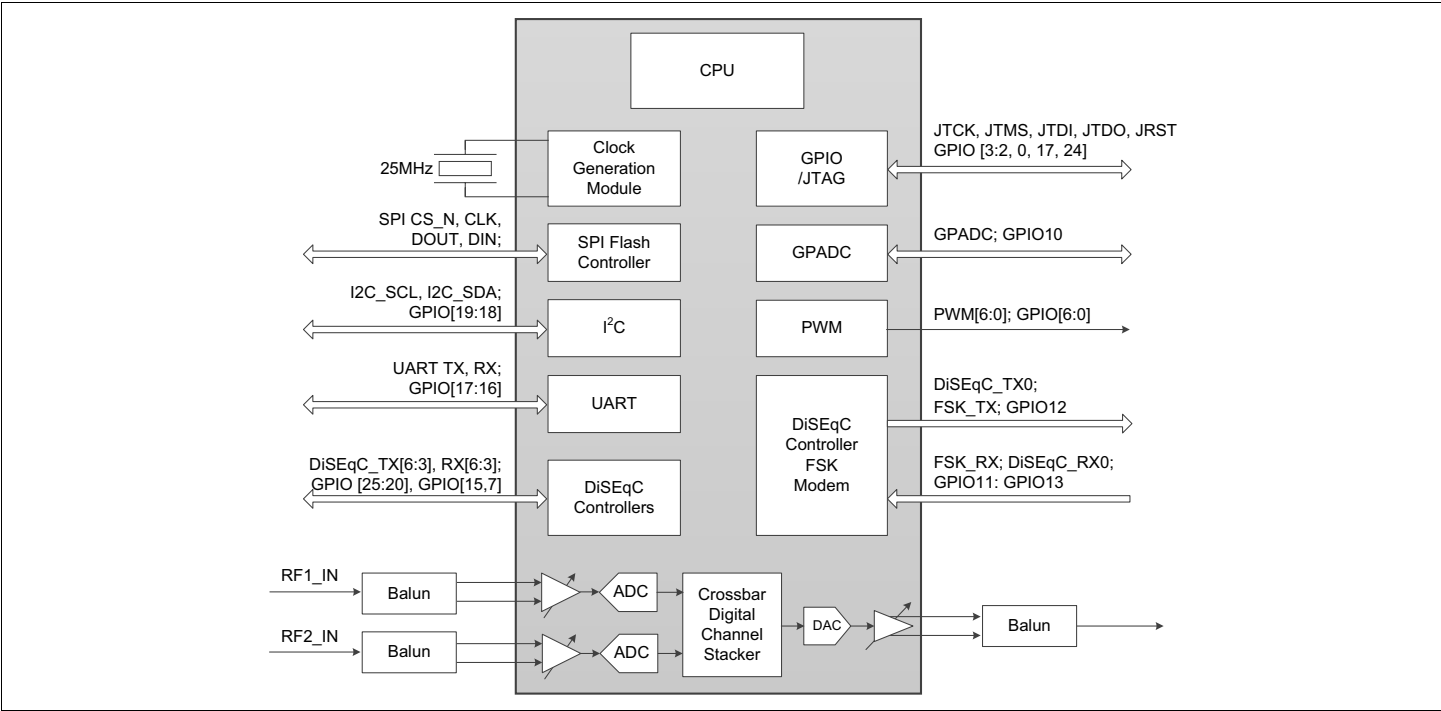 CPU
25MHz
Clock
Generation
Module
JTCK, JTMS, JTDI, JTDO, JRST
GPIO [3:2, 0, 17, 24]
GPIO
/JTAG
SPI CS_N, CLK,
DOUT, DIN;
SPI Flash
Controller
GPADC
GPADC; GPIO10
I2C_SCL, I2C_SDA;
GPIO[19:18]
I²C
PWM
PWM[6:0]; GPIO[6:0]
UART TX, RX;
GPIO[17:16]
UART
DiSEqC_TX[6:3], RX[6:3];
GPIO [25:20], GPIO[15,7]
DiSEqC
Controllers
DiSEqC
Controller
FSK
Modem
DiSEqC_TX0;
FSK_TX; GPIO12
FSK_RX; DiSEqC_RX0;
GPIO11: GPIO13
RF1_IN
Balun
ADC
RF2_IN
Balun
ADC
Crossbar
Digital
Channel
Stacker
DAC
Balun